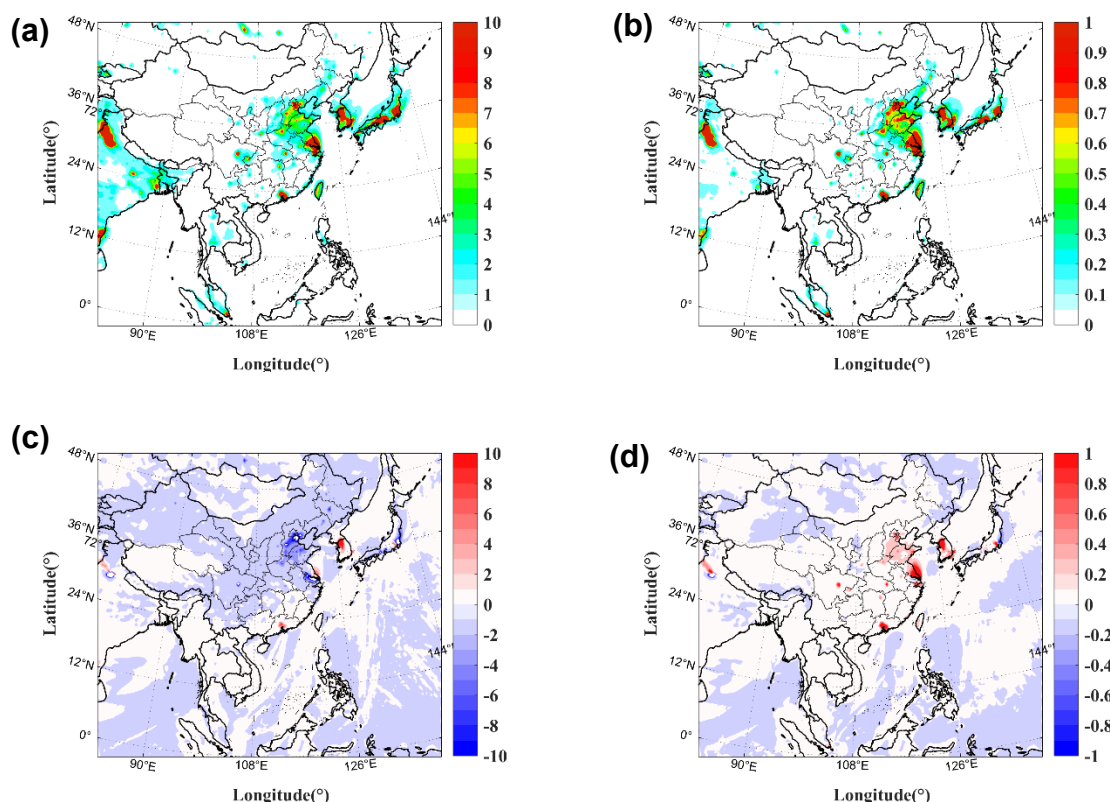 (a)
48°N
36°N
72°N
24°N
12°N
0°
Latitude(°)
90°E
108°E
126°E
144°
Longitude(°)
10
9
8
7
6
5
4
3
2
1
0
(b)
48°N
36°N
72°N
24°N
12°N
0°
Latitude(°)
90°E
108°E
126°E
144°
Longitude(°)
1
0.9
0.8
0.7
0.6
0.5
0.4
0.3
0.2
0.1
0
(c)
48°N
36°N
72°N
24°N
12°N
0°
Latitude(°)
90°E
108°E
126°E
144°
Longitude(°)
10
8
6
4
2
0
-2
-4
-6
-8
-10
(d)
48°N
36°N
72°N
24°N
12°N
0°
Latitude(°)
90°E
108°E
126°E
144°
Longitude(°)
1
0.8
0.6
0.4
0.2
0
-0.2
-0.4
-0.6
-0.8
-1